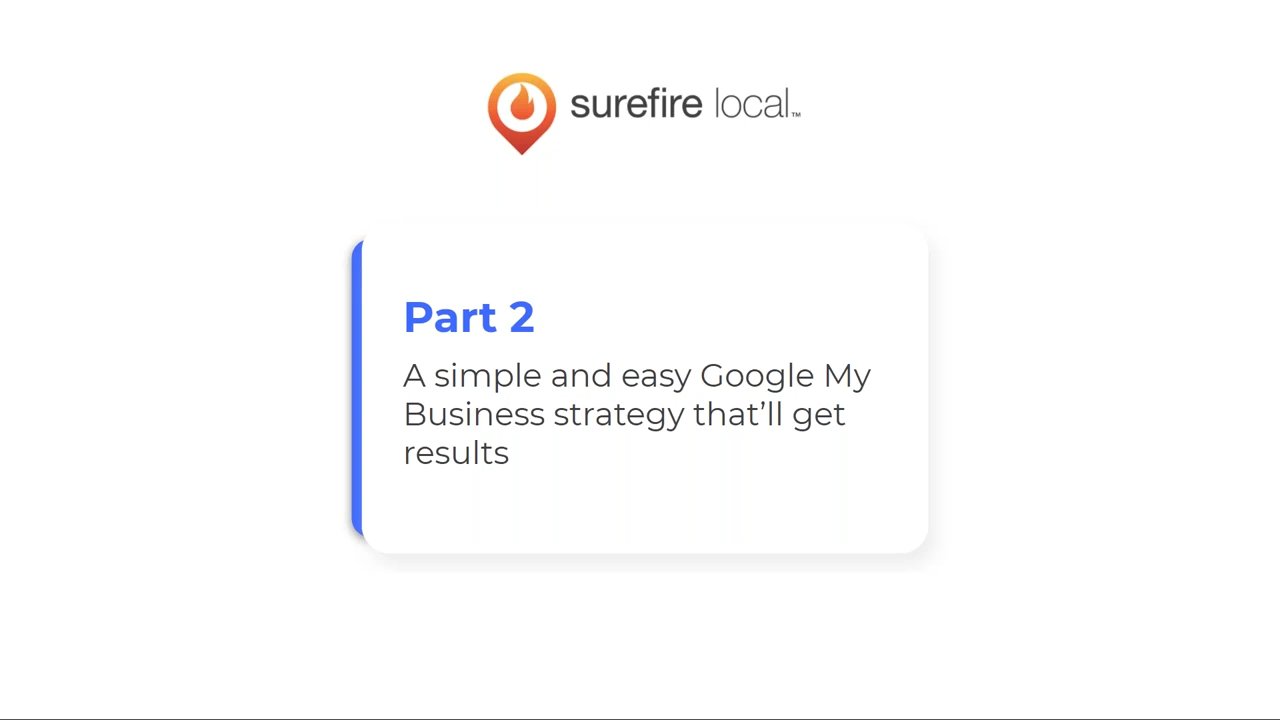 surefire local™
Part 2
A simple and easy Google My
Business strategy that’ll get
results